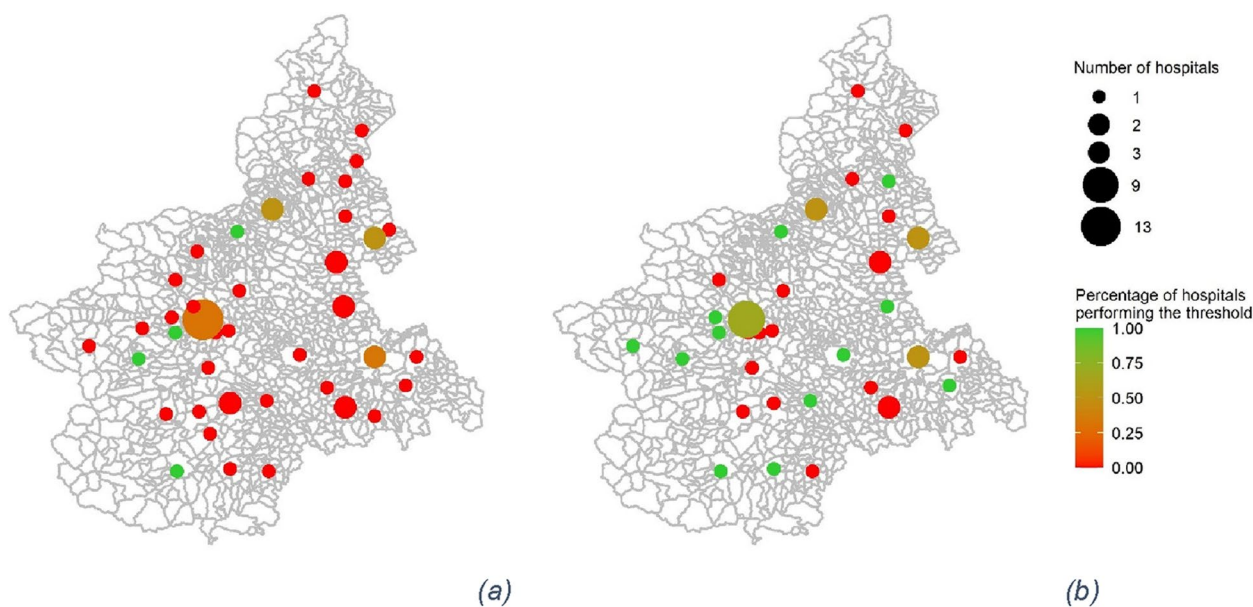 Number of hospitals
1
2
3
9
13
Percentage of hospitals
performing the threshold
1.00
0.75
0.50
0.25
0.00
(a)
(b)